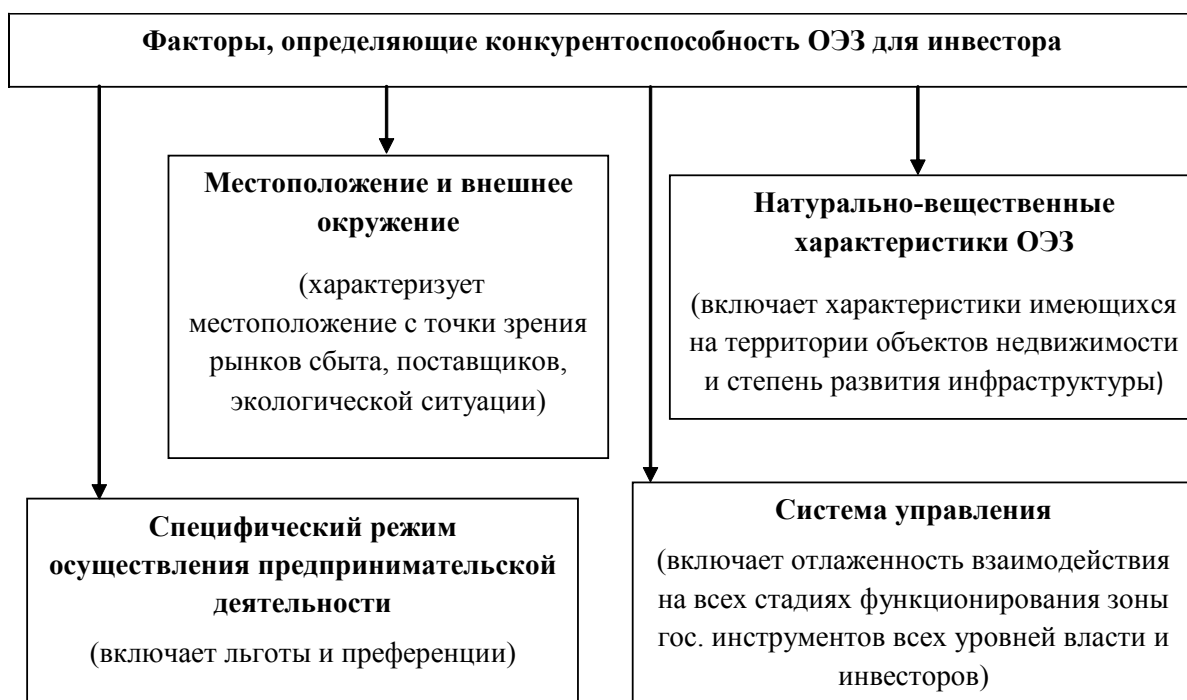 Факторы, определяющие конкурентоспособность ОЭЗ для инвестора
Местоположение и внешнее
окружение
(характеризует
местоположение с точки зрения
рынков сбыта, поставщиков,
экологической ситуации)
Натурально-вещественные
характеристики ОЭЗ
(включает характеристики имеющихся
на территории объектов недвижимости
и степень развития инфраструктуры)
Специфический режим
осуществления предпринимательской
деятельности
(включает льготы и преференции)
Система управления
(включает отлаженность взаимодействия
на всех стадиях функционирования зоны
гос. инструментов всех уровней власти и
инвесторов)